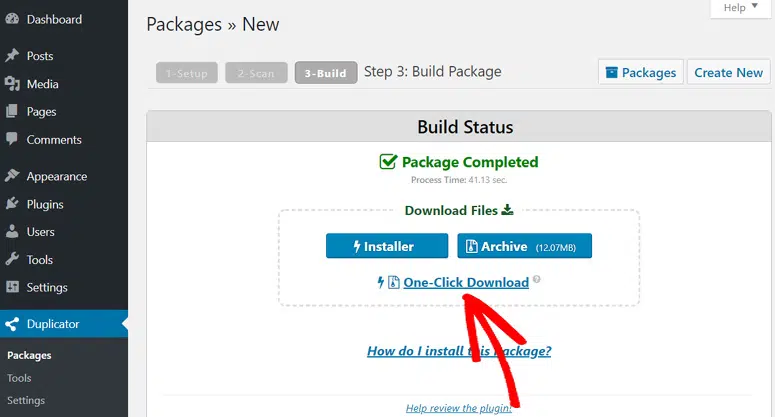 Help ▼
Dashboard
Posts
Media
Pages
Comments
Appearance
Plugins
Users
Tools
Settings
Duplicator
Packages
Tools
Settings
Packages » New
1-Setup
2-Scan
3-Build
Step 3: Build Package
Packages
Create New
Build Status
Package Completed
Process Time: 41.13 sec.
Download Files
Installer
Archive (12.07MB)
One-Click Download ?
How do I install this Package?
Help review the plugin!